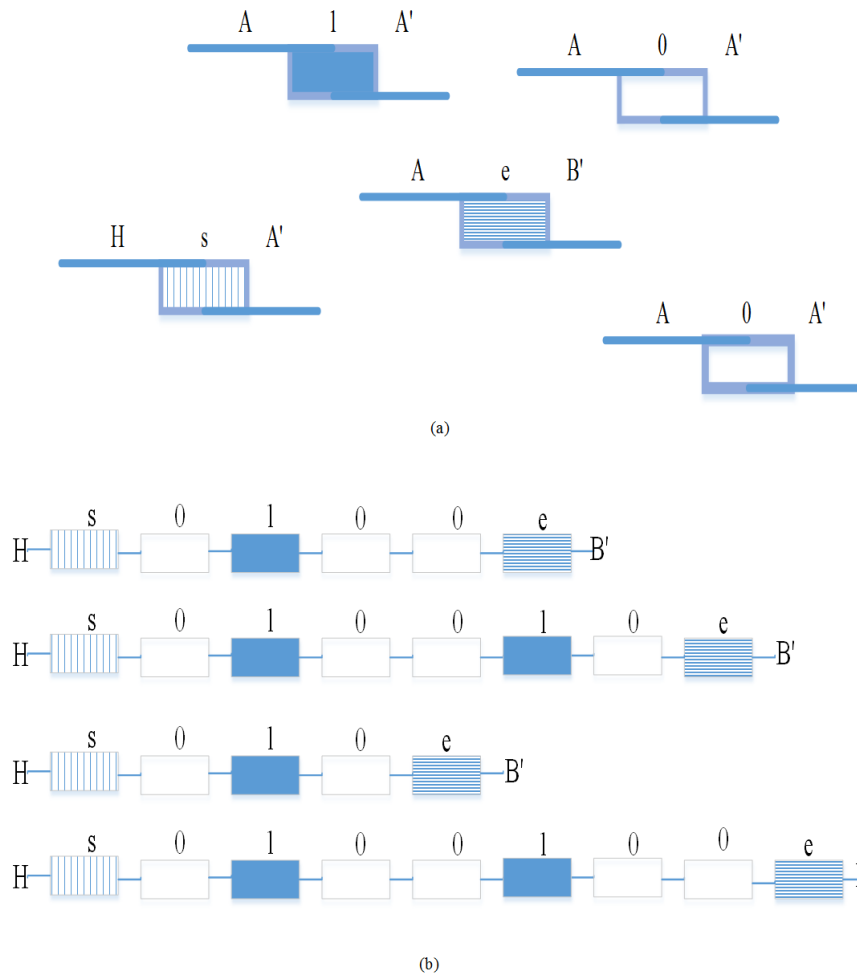 A 1 A'
A 0 A'
A e B'
H s A'
A 0 A'
(a)
s 0 1 0 0 e
H B'
s 0 1 0 0 1 0 e
H B'
s 0 1 0 e
H B'
s 0 1 0 0 1 0 0 e
H
(b)